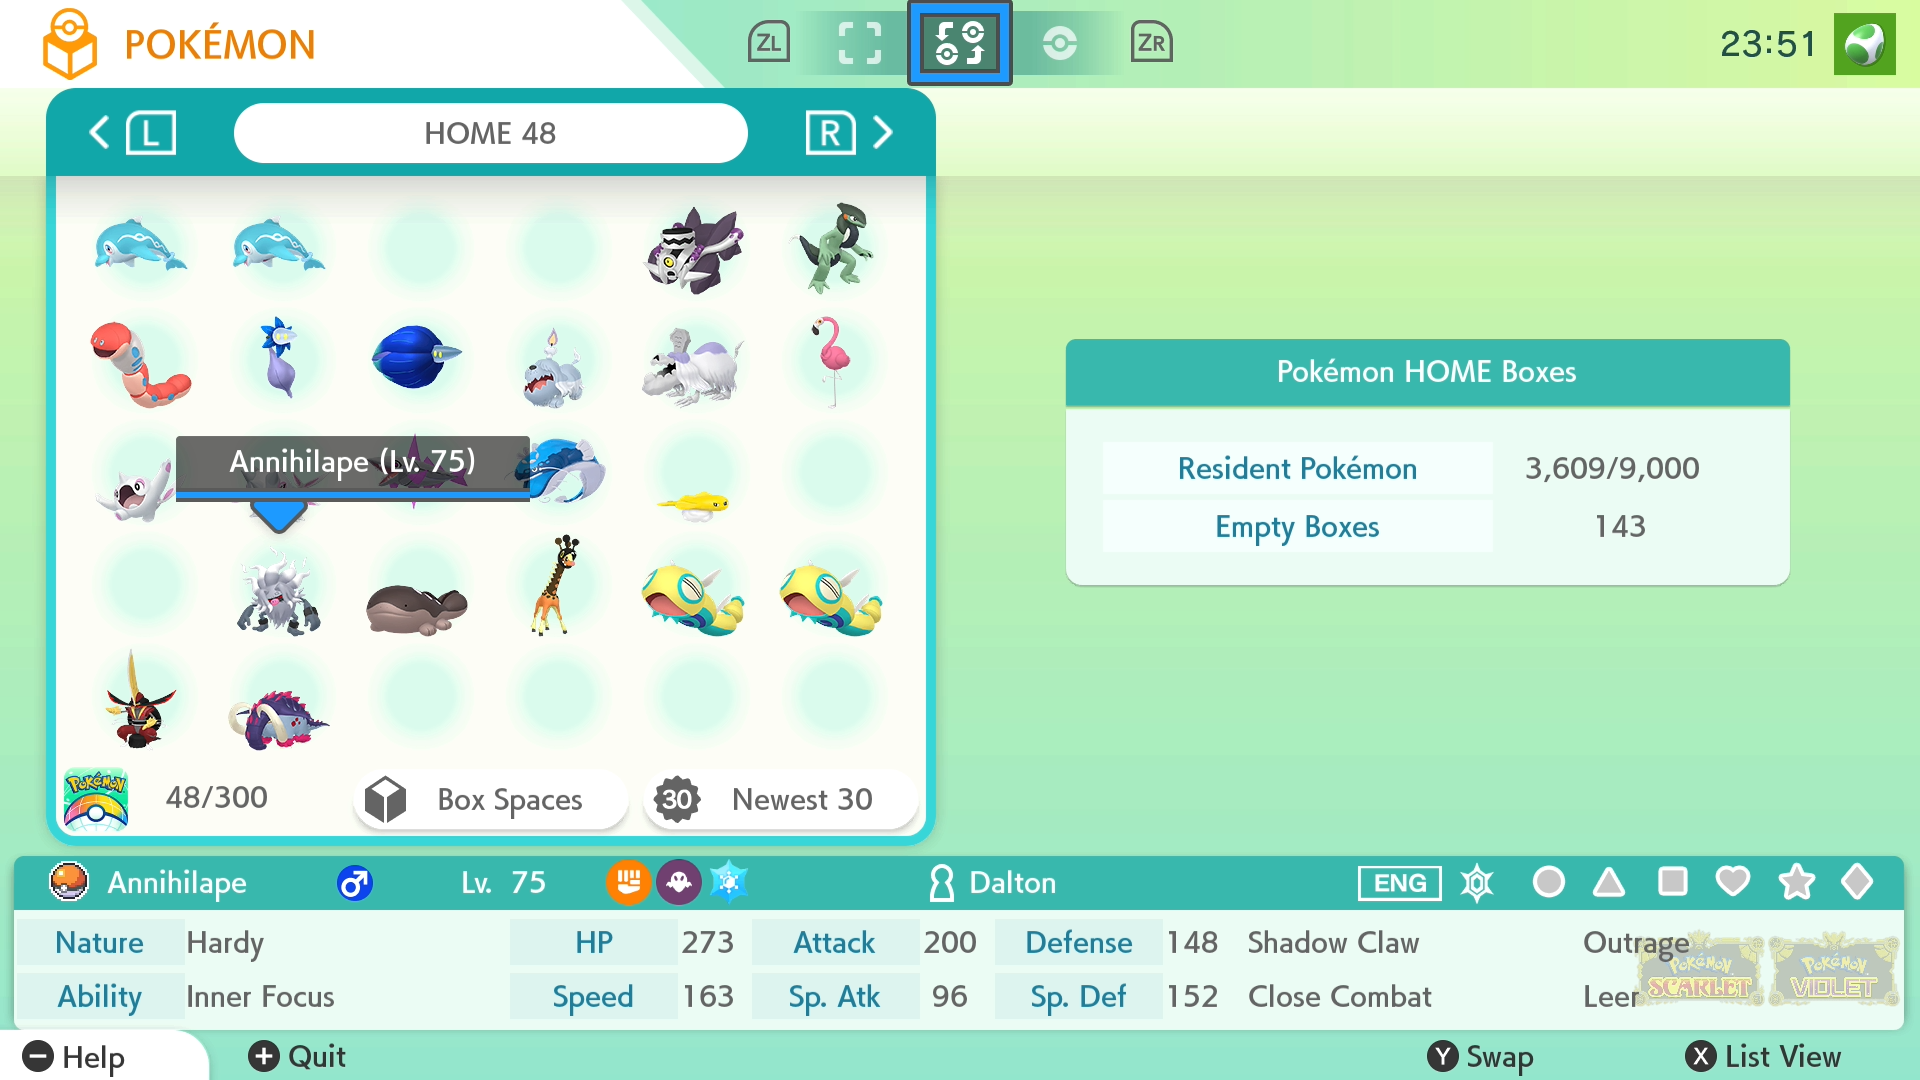 POKÉMON
ZL
ZR
23:51
L
HOME 48
R
Annihilape (Lv. 75)
Pokémon HOME Boxes
Resident Pokémon 3,609/9,000
Empty Boxes 143
Pokémon
48/300
Box Spaces
30 Newest 30
Annihilape Lv. 75 Dalton ENG
Nature Hardy HP 273 Attack 200 Defense 148 Shadow Claw Outrage
Ability Inner Focus Speed 163 Sp. Atk 96 Sp. Def 152 Close Combat Leer
POKÉMON SCARLET
POKÉMON VIOLET
Help
+ Quit
Y Swap
X List View